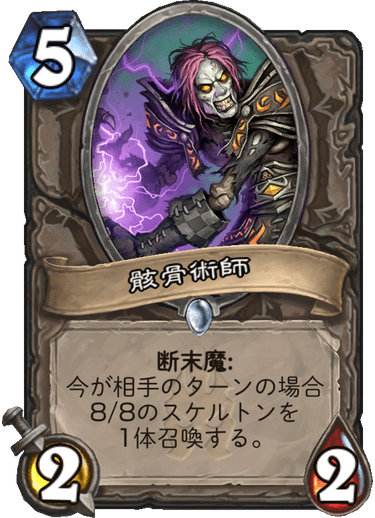 5
骸骨術師
断末魔:
今が相手のターンの場合
8/8のスケルトンを
1体召喚する。
2
2